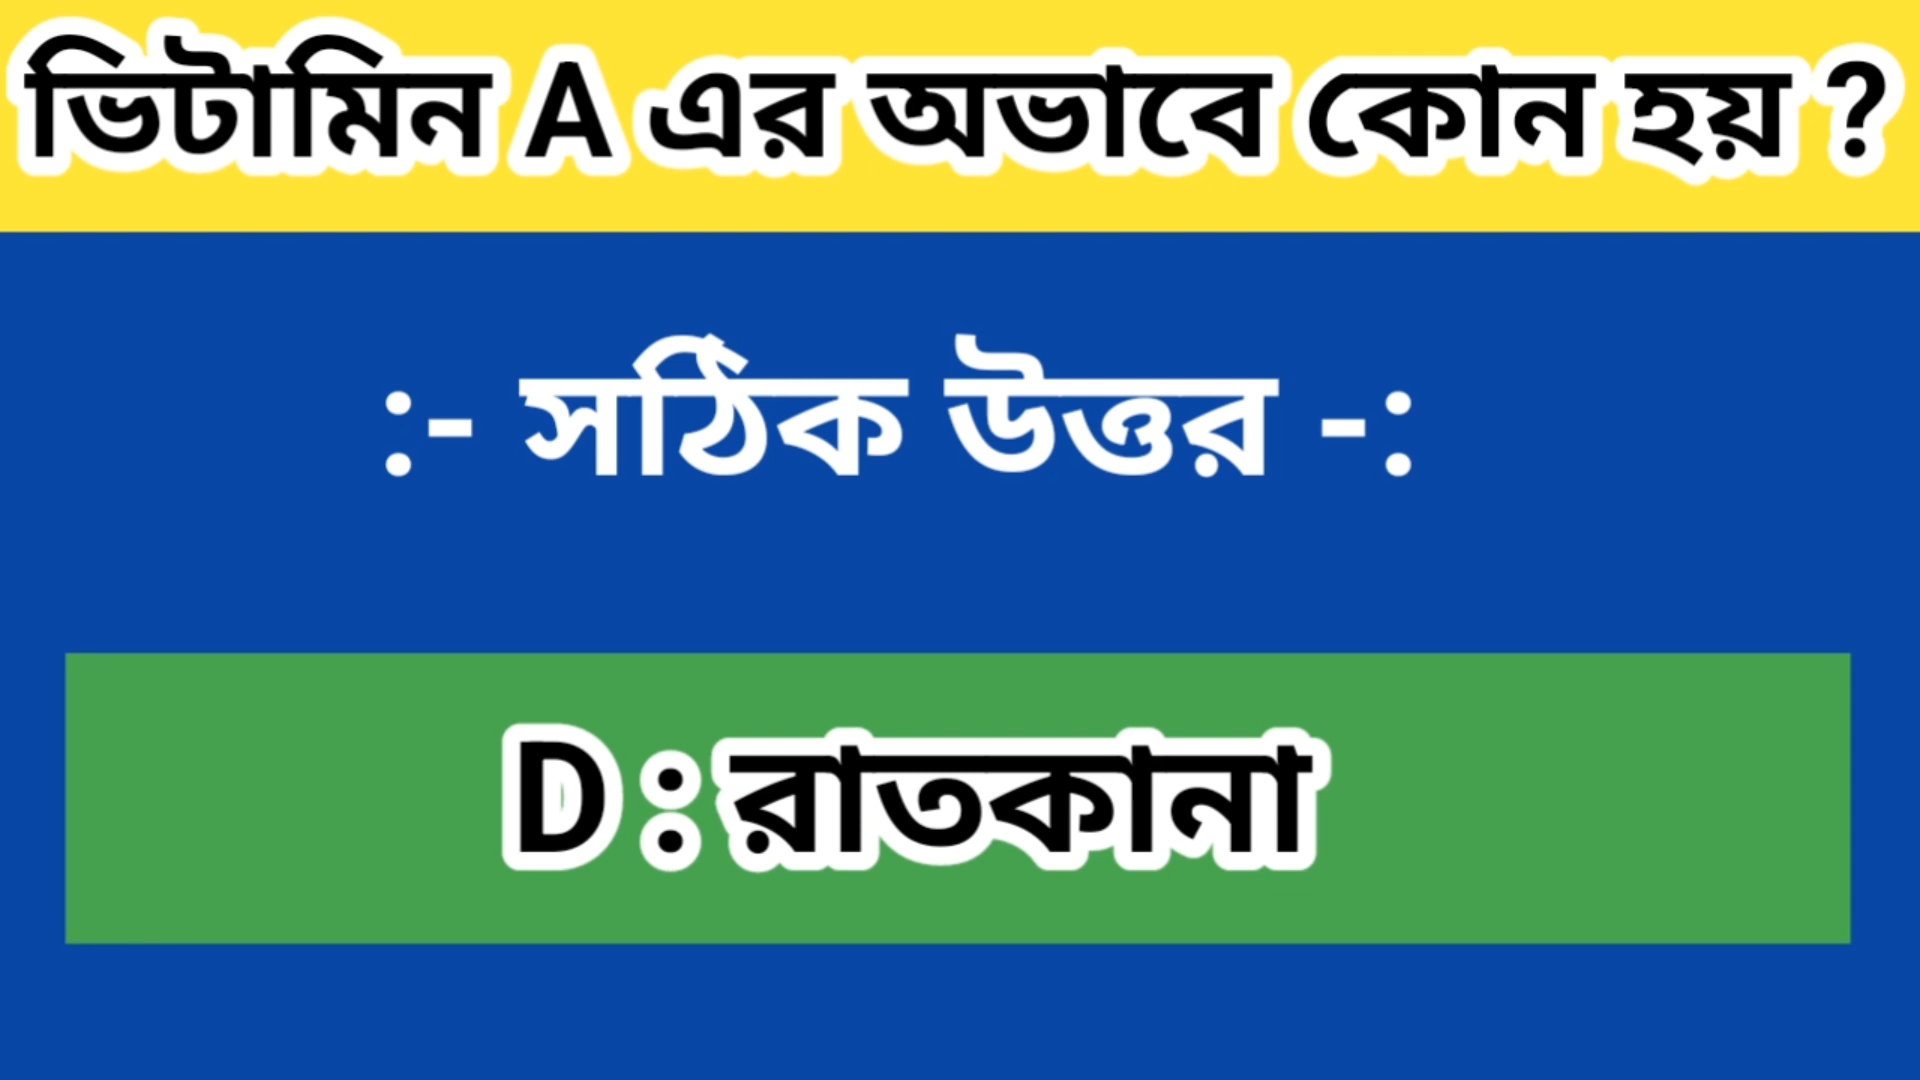 ভিটামিন A এর অভাবে কোন হয় ?
:- সঠিক উত্তর -:
D : রাতকানা